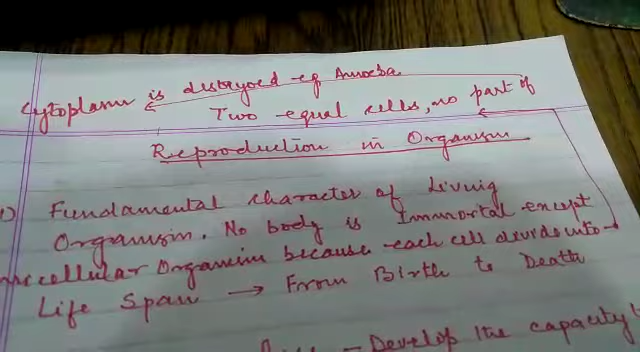 Cytoplasm is destroyed eg Amoeba
Two equal cells, no part of
Reproduction in Organism
1) Fundamental character of Living
Organism. No body is Immortal except
cellular Organism because each cell divide into
Life Span → From Birth to Death
— Develop the capacity